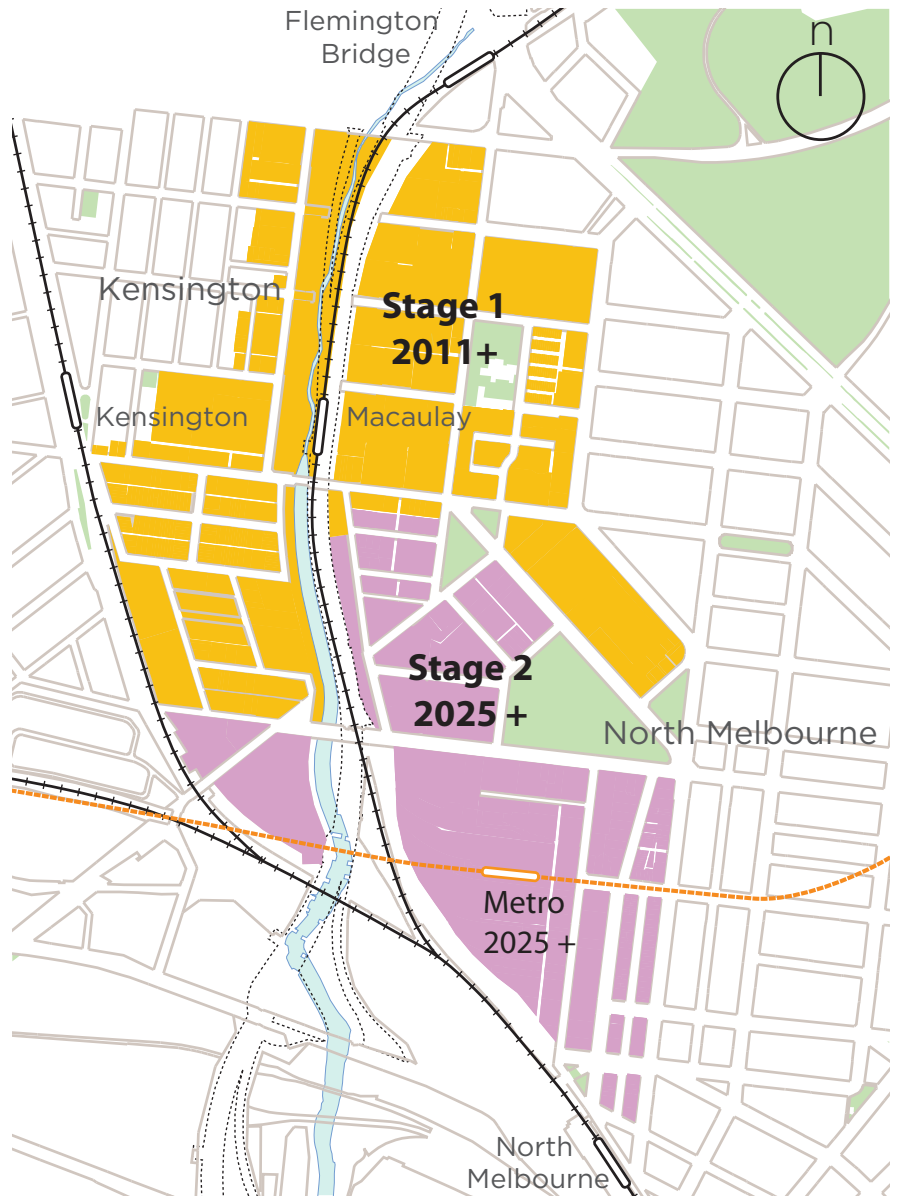 Flemington
Bridge
n
Kensington
Stage 1
2011+
Kensington
Macaulay
Stage 2
2025 +
North Melbourne
Metro
2025 +
North
Melbourne